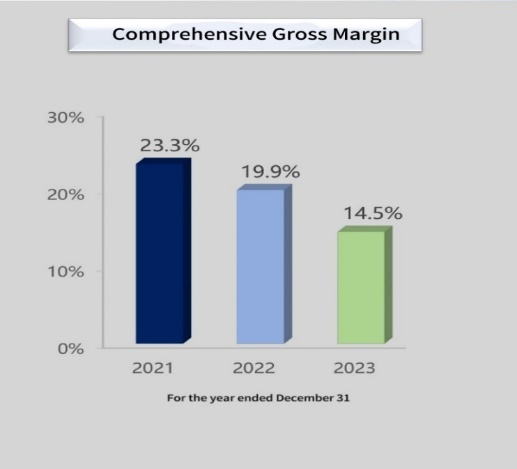 Comprehensive Gross Margin
30%
23.3%
19.9%
20%
14.5%
10%
0%
2021 2022 2023
For the year ended December 31